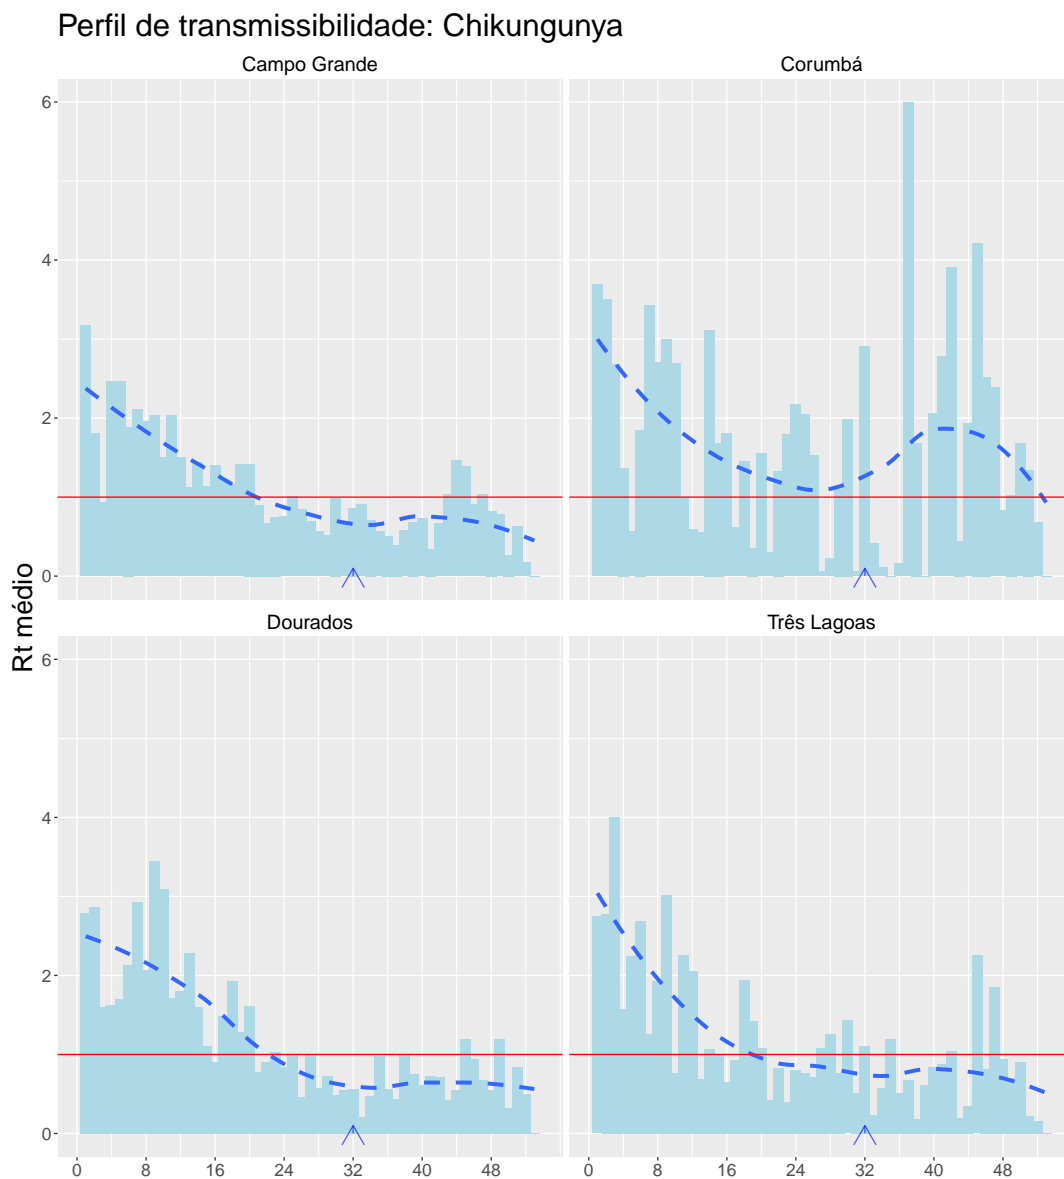 Perfil de transmissibilidade: Chikungunya
Campo Grande
Corumbá
6
4
2
0
Rt médio
Dourados
Três Lagoas
6
4
2
0
0 8 16 24 32 40 48
0 8 16 24 32 40 48